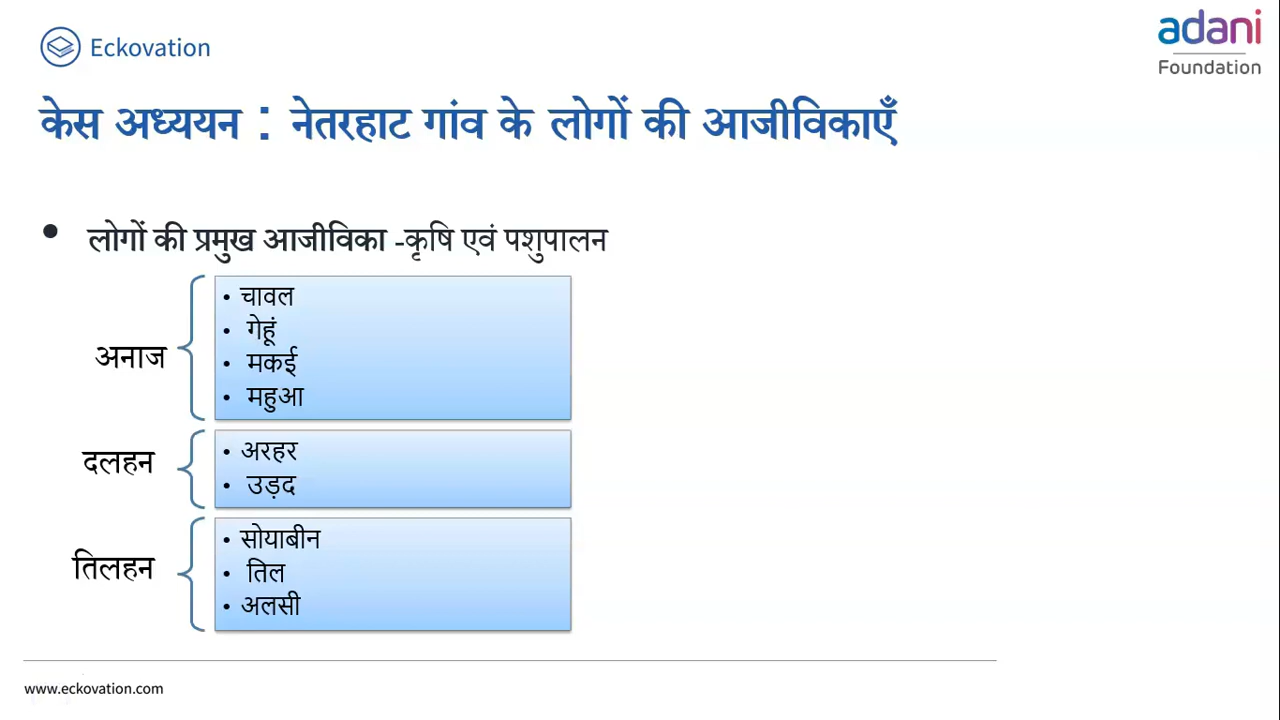 Eckovation
adani
Foundation
केस अध्ययन : नेतरहाट गांव के लोगों की आजीविकाएँ
• लोगों की प्रमुख आजीविका -कृषि एवं पशुपालन
अनाज
• चावल
• गेहूं
• मकई
• महुआ
दलहन
• अरहर
• उड़द
तिलहन
• सोयाबीन
• तिल
• अलसी
www.eckovation.com